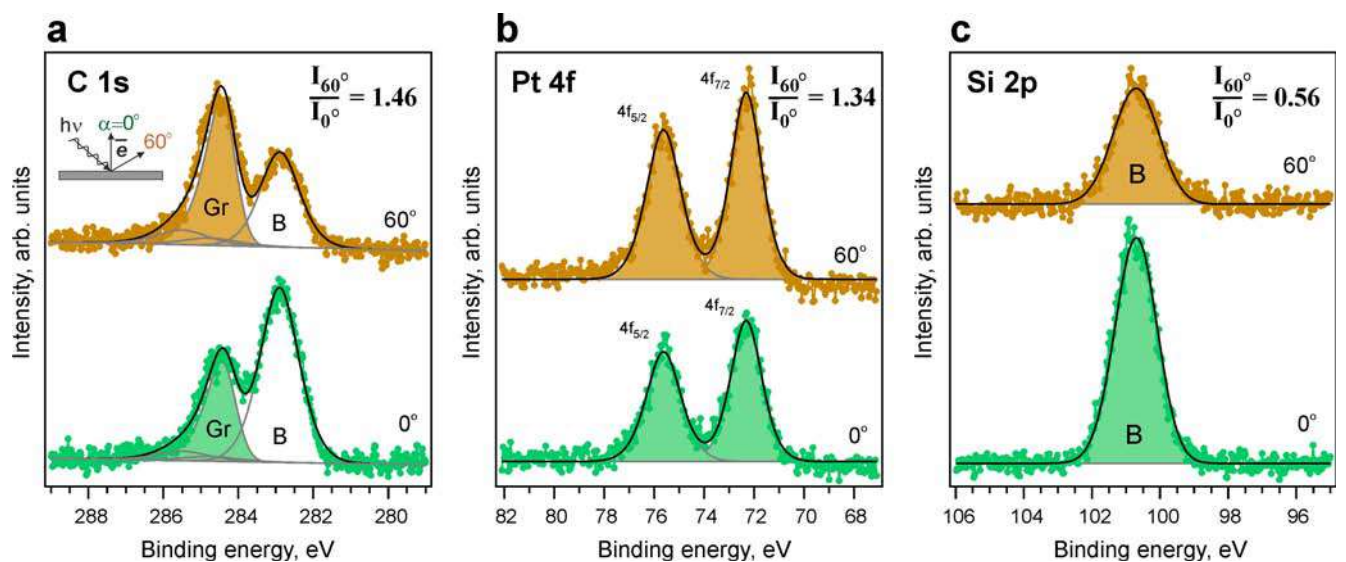 a
C 1s
I60°
I0°
= 1.46
hν
α=0°
e̅
60°
Gr
B
60°
Gr
B
0°
Intensity, arb. units
288
286
284
282
280
Binding energy, eV
b
Pt 4f
4f5/2
4f7/2
I60°
I0°
= 1.34
60°
4f5/2
4f7/2
0°
Intensity, arb. units
82
80
78
76
74
72
70
68
Binding energy, eV
c
Si 2p
I60°
I0°
= 0.56
60°
B
B
0°
Intensity, arb. units
106
104
102
100
98
96
Binding energy, eV